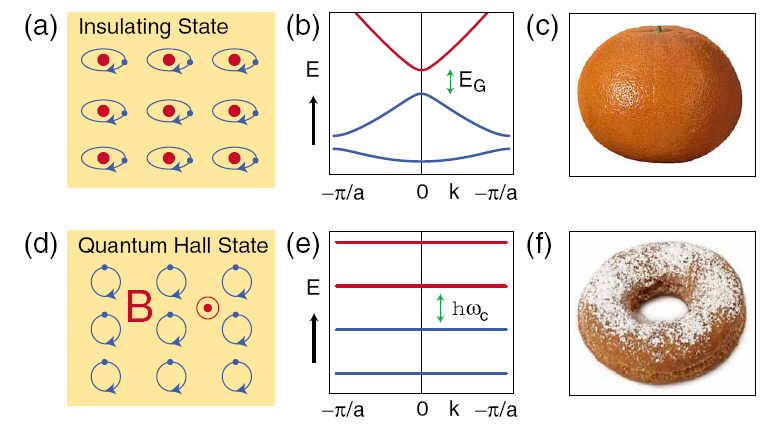 (a) Insulating State
(b)
E
E_G
−π/a 0 k −π/a
(c)
(d) Quantum Hall State
B
(e)
E
hω_c
−π/a 0 k −π/a
(f)